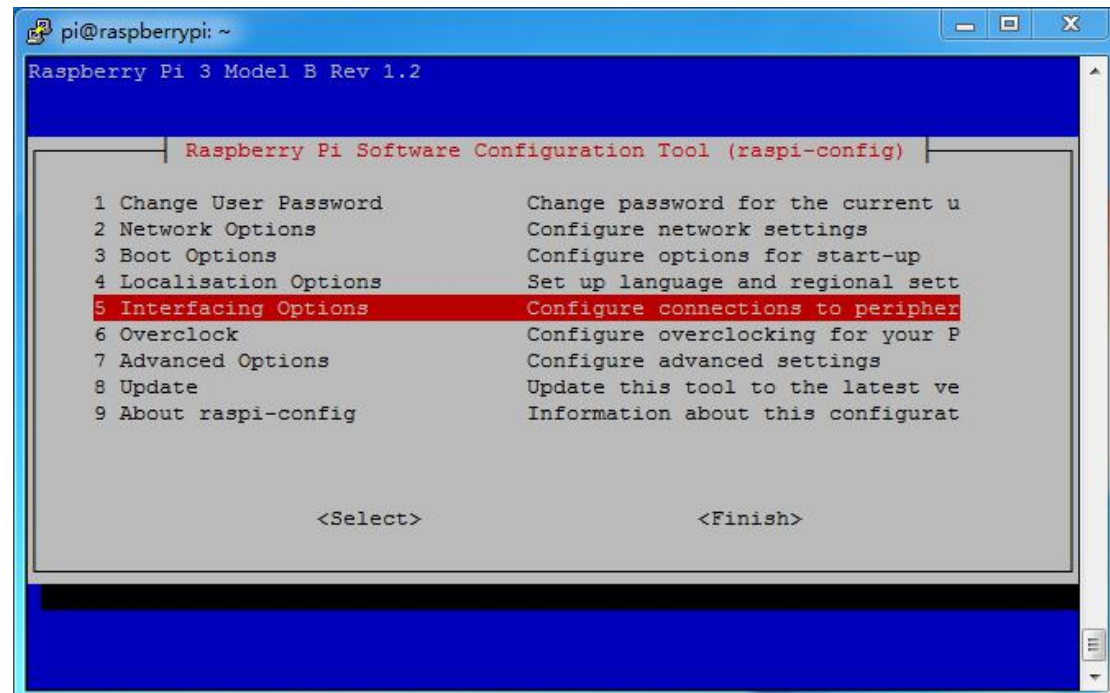 pi@raspberrypi: ~
Raspberry Pi 3 Model B Rev 1.2
Raspberry Pi Software Configuration Tool (raspi-config)
1 Change User Password Change password for the current u
2 Network Options Configure network settings
3 Boot Options Configure options for start-up
4 Localisation Options Set up language and regional sett
5 Interfacing Options Configure connections to peripher
6 Overclock Configure overclocking for your P
7 Advanced Options Configure advanced settings
8 Update Update this tool to the latest ve
9 About raspi-config Information about this configurat
<Select> <Finish>